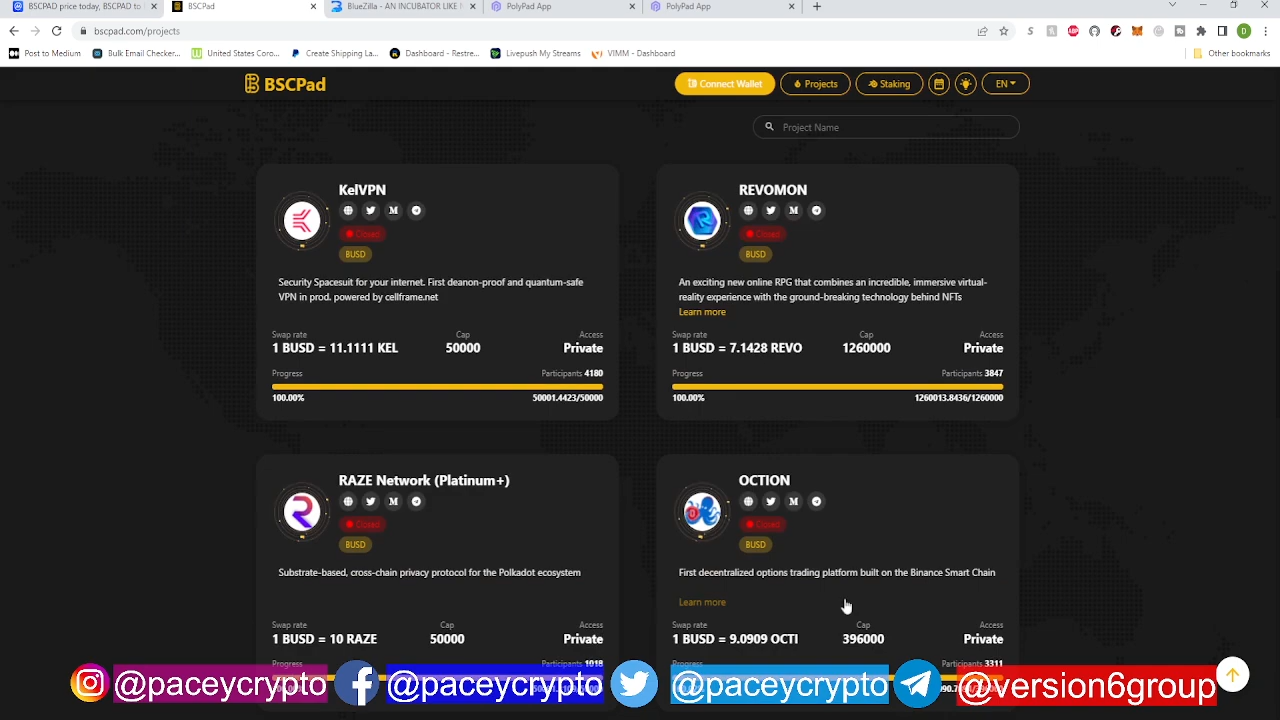 BSCPAD price today, BSCPAD to
BSCPad
BlueZilla - AN INCUBATOR LIKE
PolyPad App
PolyPad App
bscpad.com/projects
Post to Medium
Bulk Email Checker...
United States Coro...
Create Shipping La...
Dashboard - Restre...
Livepush My Streams
VIMM - Dashboard
Other bookmarks
BSCPad
Connect Wallet
Projects
Staking
EN
Project Name
KelVPN
Closed
BUSD
Security Spacesuit for your internet. First deanon-proof and quantum-safe
VPN in prod. powered by cellframe.net
Swap rate Cap Access
1 BUSD = 11.1111 KEL 50000 Private
Progress Participants 4180
100.00% 50001.4423/50000
REVOMON
Closed
BUSD
An exciting new online RPG that combines an incredible, immersive virtual-
reality experience with the ground-breaking technology behind NFTs
Learn more
Swap rate Cap Access
1 BUSD = 7.1428 REVO 1260000 Private
Progress Participants 3847
100.00% 1260013.8436/1260000
RAZE Network (Platinum+)
Closed
BUSD
Substrate-based, cross-chain privacy protocol for the Polkadot ecosystem
Swap rate Cap Access
1 BUSD = 10 RAZE 50000 Private
Progress Participants 1018
OCTION
Closed
BUSD
First decentralized options trading platform built on the Binance Smart Chain
Learn more
Swap rate Cap Access
1 BUSD = 9.0909 OCTI 396000 Private
Progress Participants 3311
@paceycrypto
@paceycrypto
@paceycrypto
@version6group